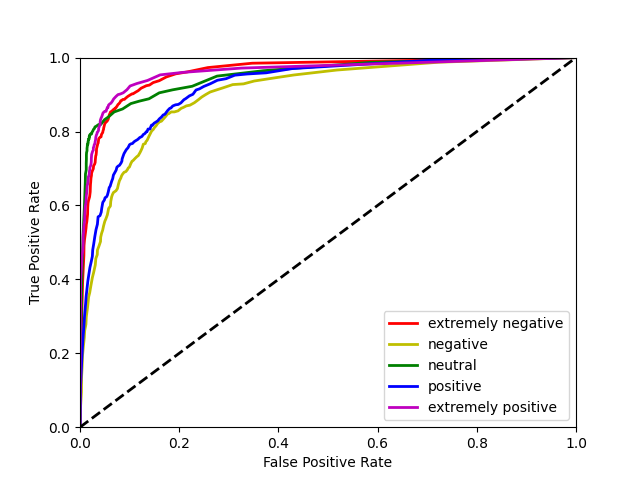 1.0
0.8
0.6
0.4
0.2
0.0
True Positive Rate
extremely negative
negative
neutral
positive
extremely positive
0.0 0.2 0.4 0.6 0.8 1.0
False Positive Rate